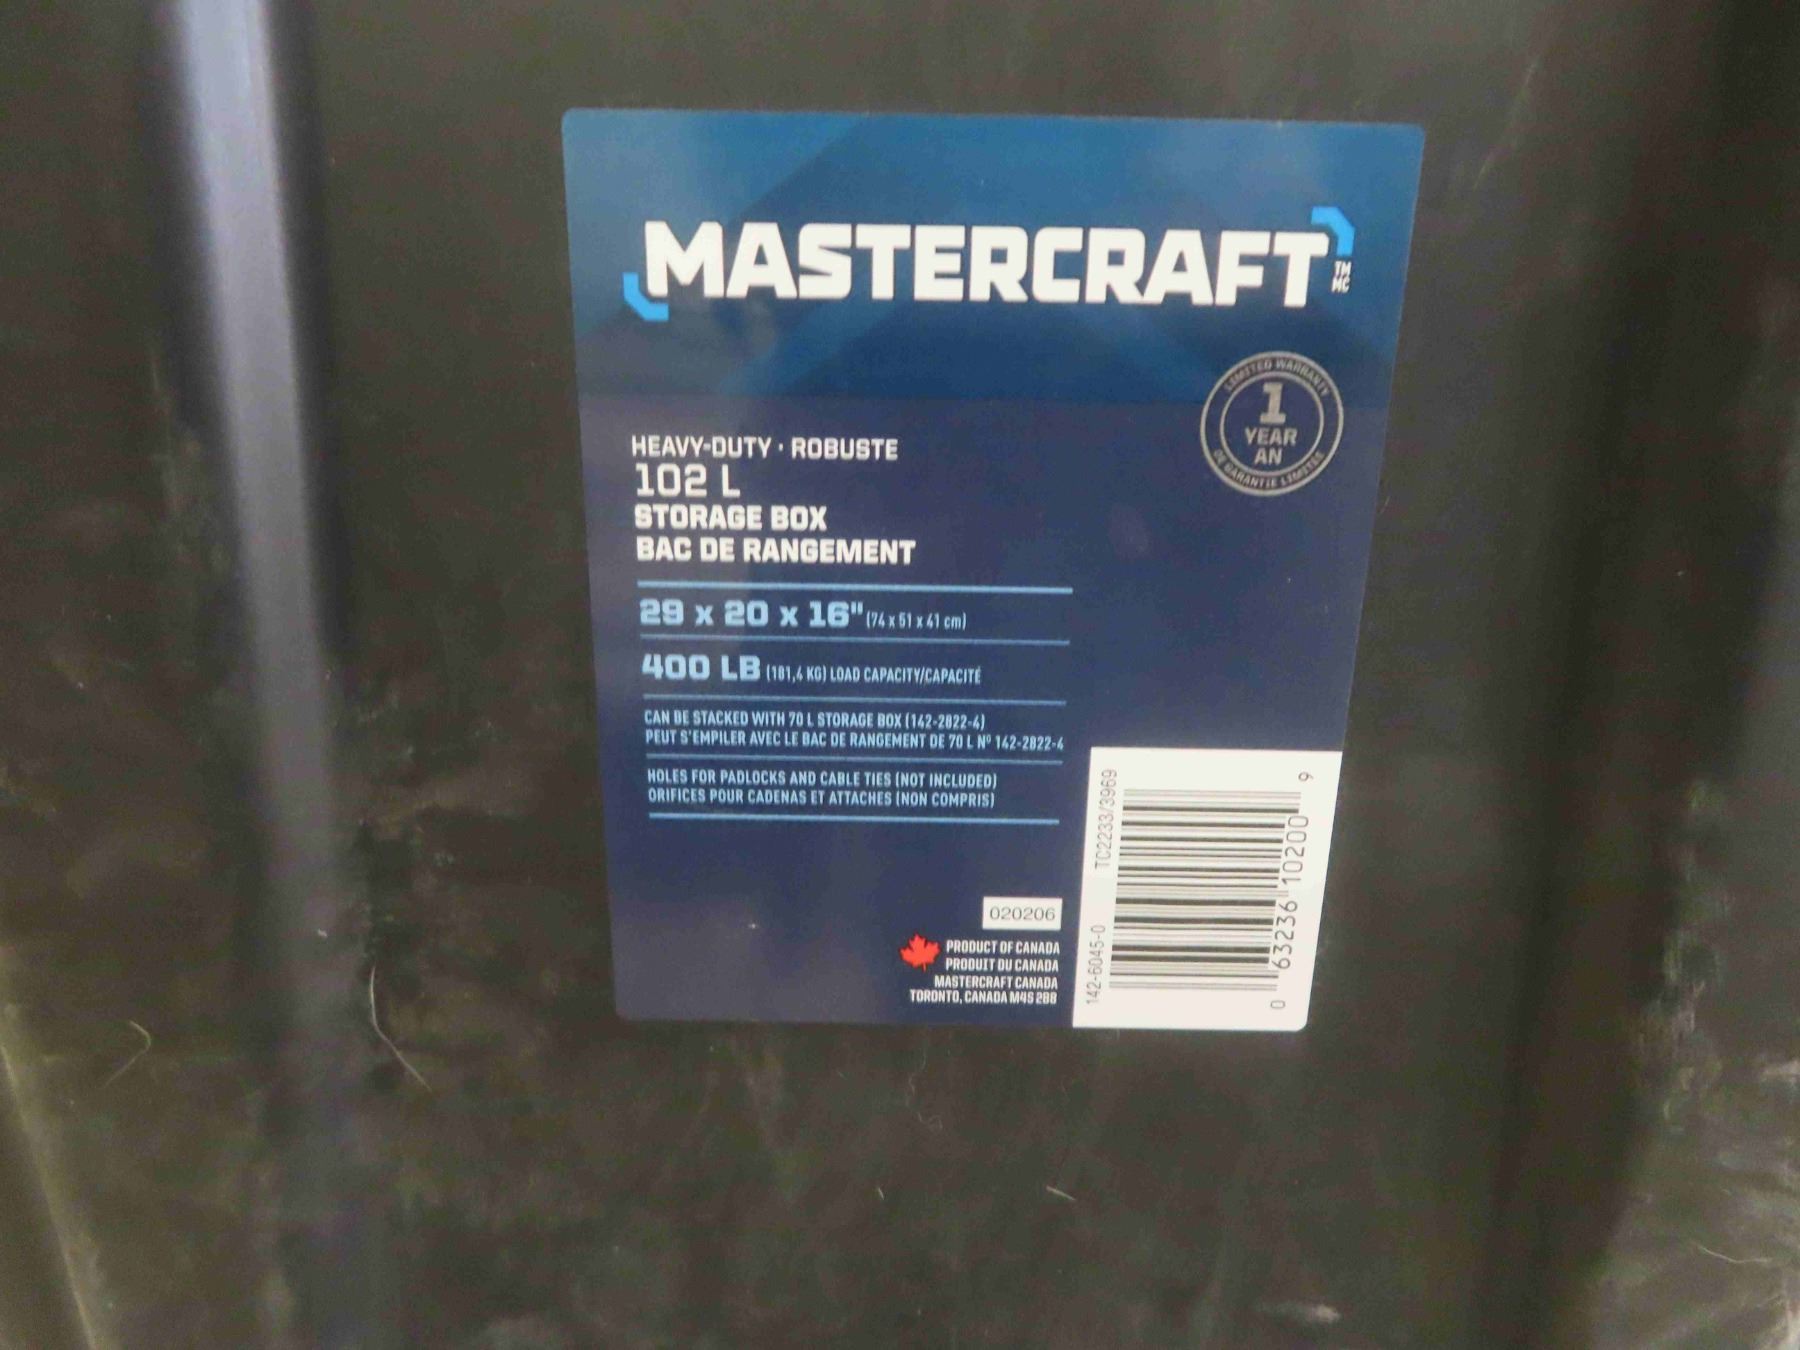 MASTERCRAFT
TM
MC
LIMITED WARRANTY
1
YEAR
AN
DE GARANTIE LIMITÉE
HEAVY-DUTY · ROBUSTE
102 L
STORAGE BOX
BAC DE RANGEMENT
29 x 20 x 16" (74 x 51 x 41 cm)
400 LB (181,4 KG) LOAD CAPACITY/CAPACITÉ
CAN BE STACKED WITH 70 L STORAGE BOX (142-2822-4)
PEUT S'EMPILER AVEC LE BAC DE RANGEMENT DE 70 L Nº 142-2822-4
HOLES FOR PADLOCKS AND CABLE TIES (NOT INCLUDED)
ORIFICES POUR CADENAS ET ATTACHES (NON COMPRIS)
020206
PRODUCT OF CANADA
PRODUIT DU CANADA
MASTERCRAFT CANADA
TORONTO, CANADA M4S 2B8
142-6045-0 TC2233/3969
0 63236 10200 9